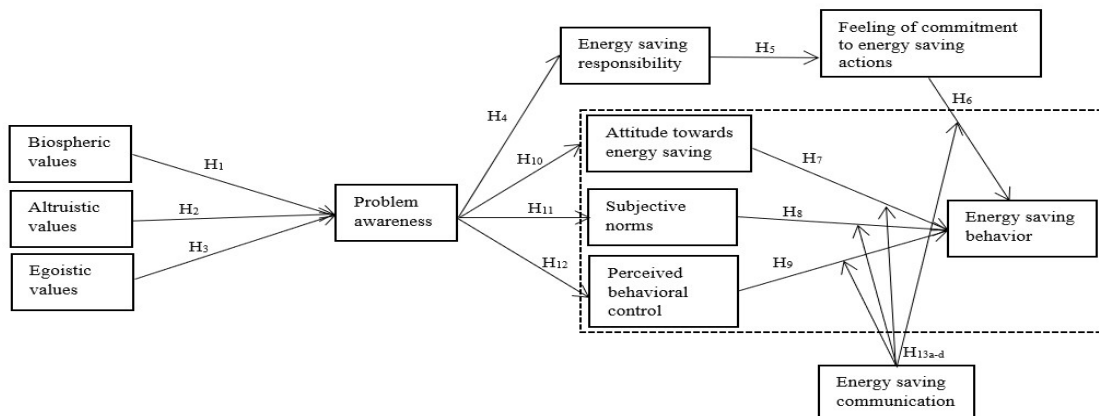 Biospheric
values
Altruistic
values
Egoistic
values
H1
H2
H3
Problem
awareness
H4
H10
H11
H12
Energy saving
responsibility
H5
Feeling of commitment
to energy saving
actions
H6
Attitude towards
energy saving
H7
Subjective
norms
H8
Perceived
behavioral
control
H9
Energy saving
behavior
H13a-d
Energy saving
communication